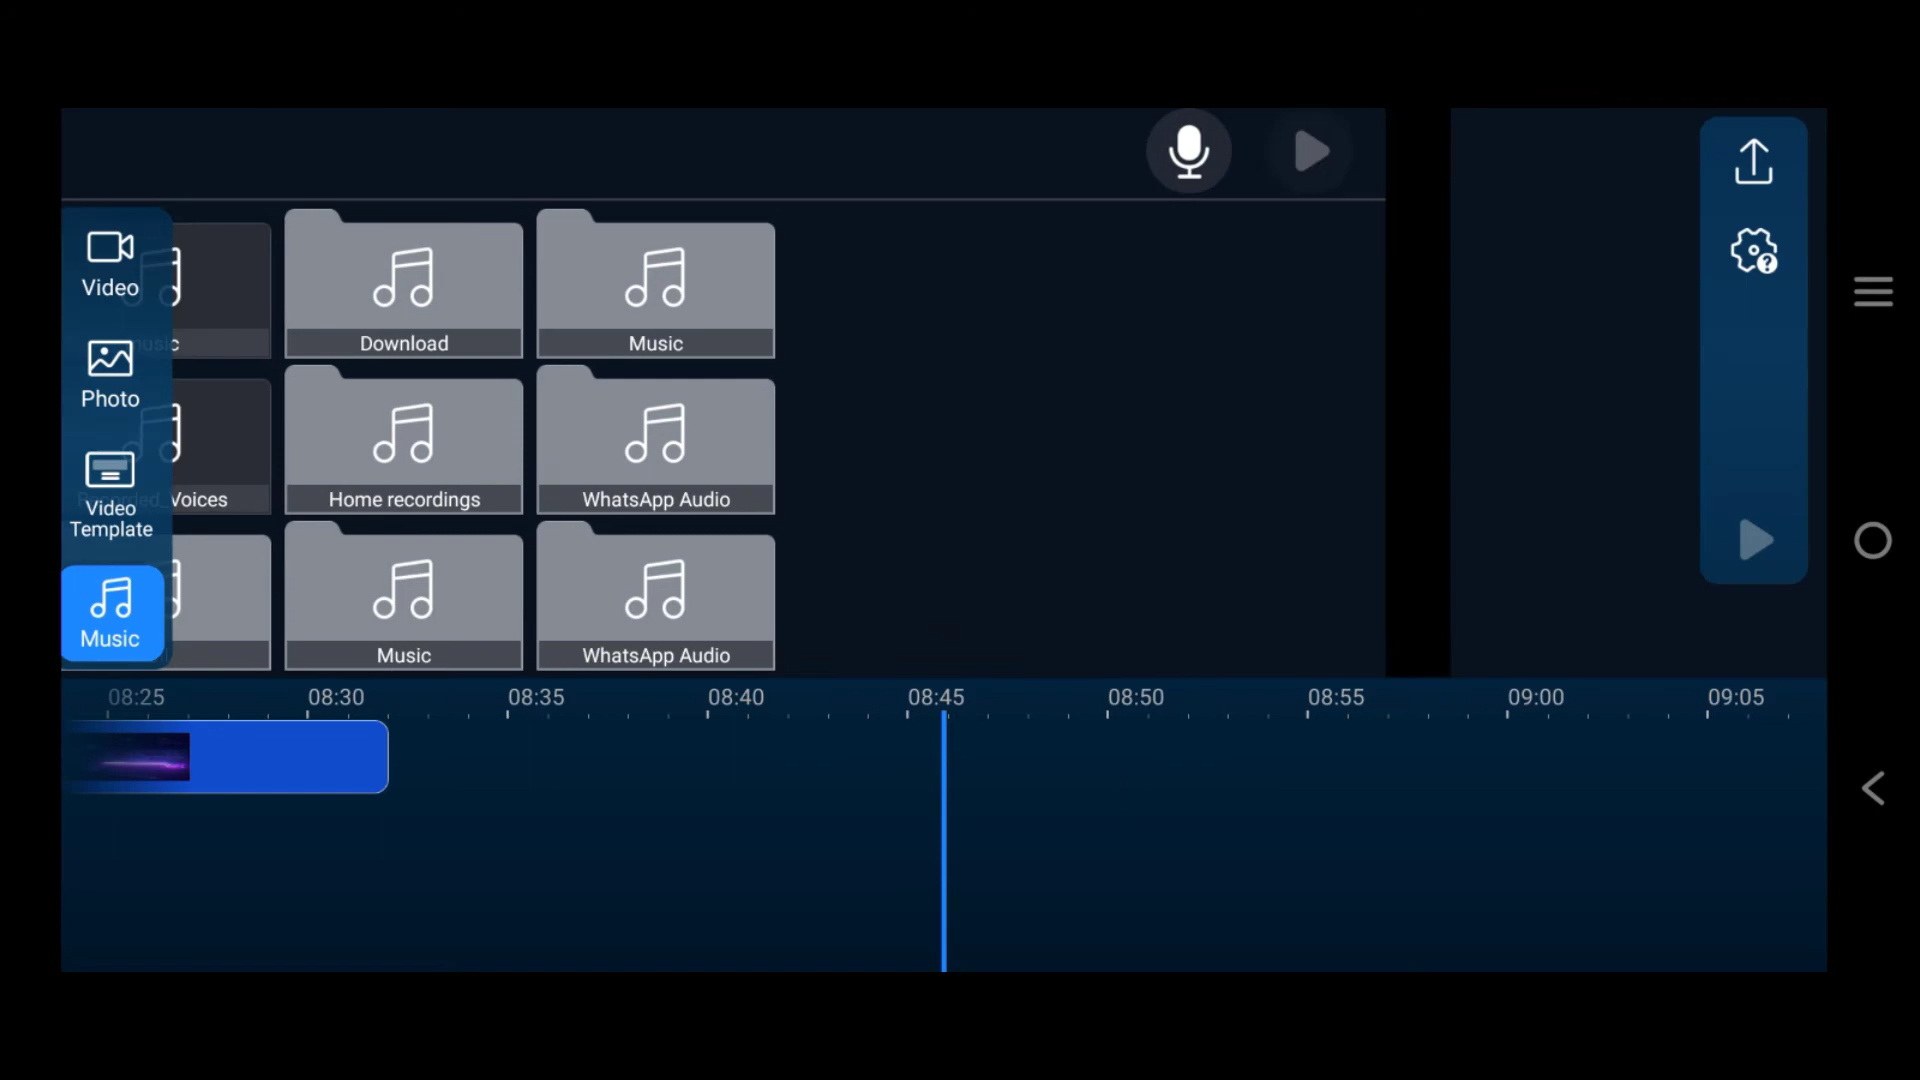 Video
Download
Music
Photo
Voices
Home recordings
WhatsApp Audio
Video
Template
Music
Music
WhatsApp Audio
08:25
08:30
08:35
08:40
08:45
08:50
08:55
09:00
09:05